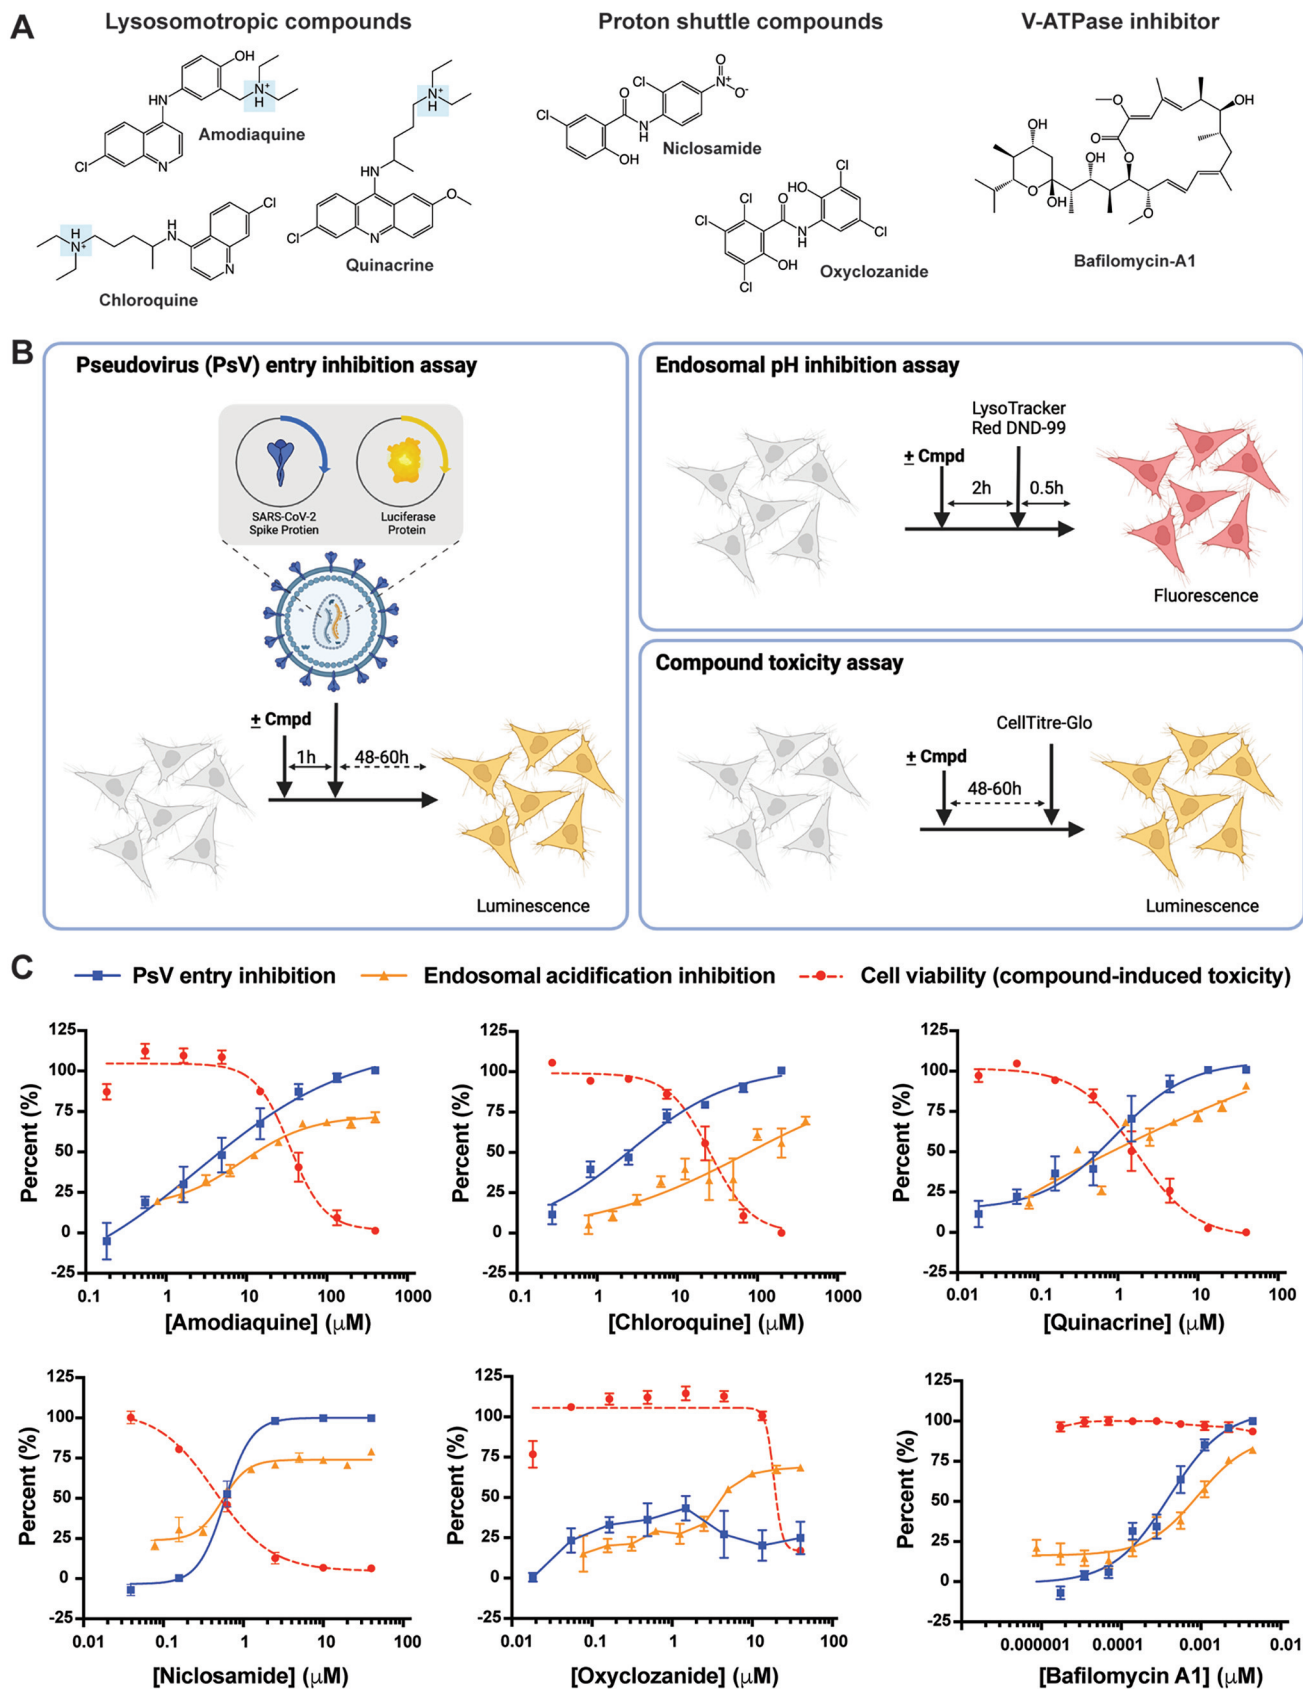 A
Lysosomotropic compounds
Proton shuttle compounds
V-ATPase inhibitor
OH
N+
H
HN
Cl
N
Amodiaquine
N+
H
HN
O
Cl
N
Quinacrine
H
N+
H
N
Cl
N
Chloroquine
O
N+
O-
Cl
O
Cl
N
H
OH
Niclosamide
Cl
HO
Cl
O
Cl
N
H
Cl
OH
Cl
Oxyclozanide
O
OH
O
OH
OH
O
O
OH
O
Bafilomycin-A1
B
Pseudovirus (PsV) entry inhibition assay
SARS-CoV-2
Spike Protien
Luciferase
Protein
± Cmpd
1h
48-60h
Luminescence
Endosomal pH inhibition assay
LysoTracker
Red DND-99
± Cmpd
2h
0.5h
Fluorescence
Compound toxicity assay
CellTitre-Glo
± Cmpd
48-60h
Luminescence
C
PsV entry inhibition
Endosomal acidification inhibition
Cell viability (compound-induced toxicity)
Percent (%)
125
100
75
50
25
0
-25
0.1 1 10 100 1000
[Amodiaquine] (μM)
Percent (%)
125
100
75
50
25
0
-25
0.1 1 10 100 1000
[Chloroquine] (μM)
Percent (%)
125
100
75
50
25
0
-25
0.01 0.1 1 10 100
[Quinacrine] (μM)
Percent (%)
125
100
75
50
25
0
-25
0.01 0.1 1 10 100
[Niclosamide] (μM)
Percent (%)
125
100
75
50
25
0
-25
0.01 0.1 1 10 100
[Oxyclozanide] (μM)
Percent (%)
125
100
75
50
25
0
-25
0.000001 0.0001 0.001 0.01
[Bafilomycin A1] (μM)